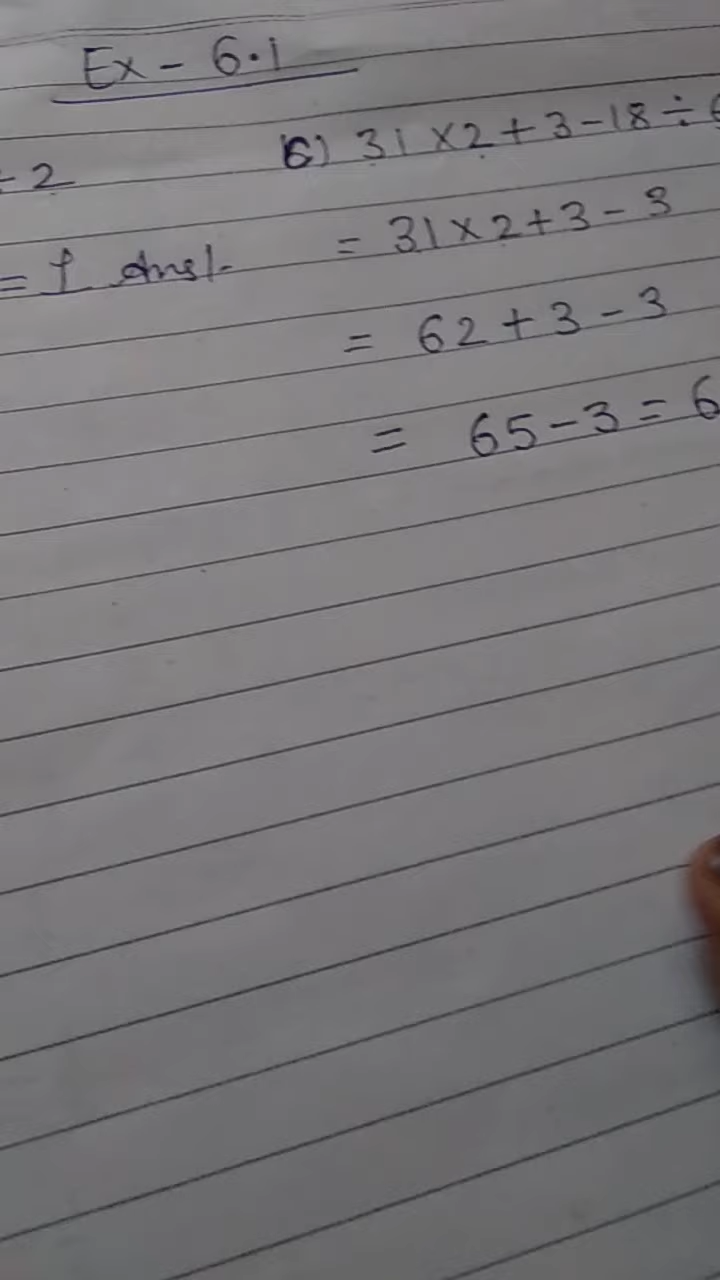 Ex - 6.1
÷ 2
6) 31 × 2 + 3 - 18 ÷ 6
= 1 Ans/-
= 31 × 2 + 3 - 3
= 62 + 3 - 3
= 65 - 3 = 6